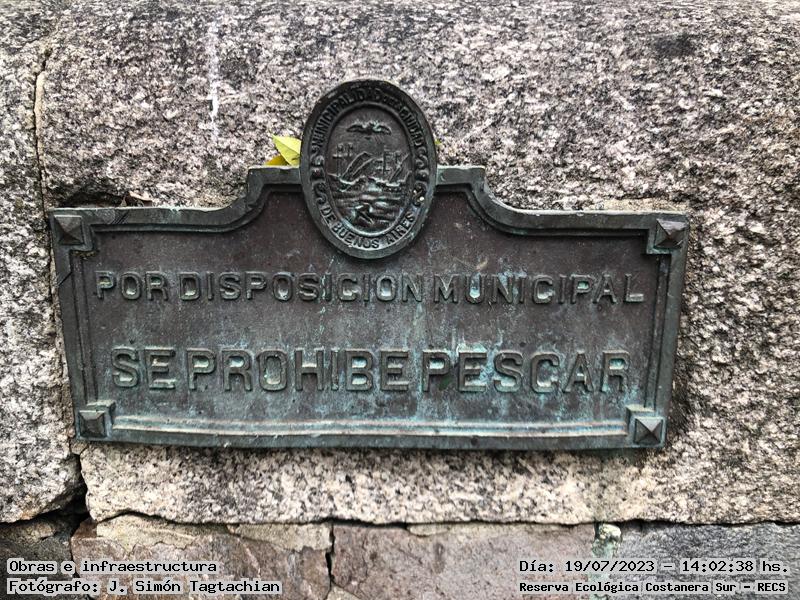 MUNICIPALIDAD DE LA CIUDAD
DE BUENOS AIRES
POR DISPOSICION MUNICIPAL
SE PROHIBE PESCAR
Obras e infraestructura
Fotógrafo: J. Simón Tagtachian
Día: 19/07/2023 - 14:02:38 hs.
Reserva Ecológica Costanera Sur - RECS